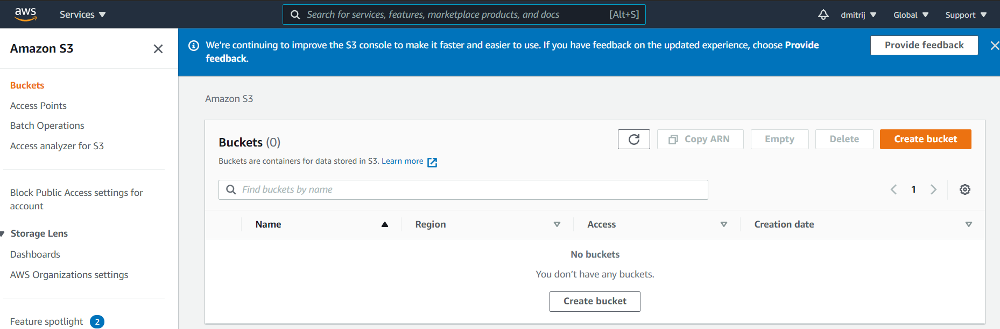 aws Services Search for services, features, marketplace products, and docs [Alt+S] dmitrij Global Support
Amazon S3
Buckets
Access Points
Batch Operations
Access analyzer for S3
Block Public Access settings for
account
Storage Lens
Dashboards
AWS Organizations settings
Feature spotlight 2
We’re continuing to improve the S3 console to make it faster and easier to use. If you have feedback on the updated experience, choose Provide
feedback.
Provide feedback
Amazon S3
Buckets (0)
Copy ARN Empty Delete Create bucket
Buckets are containers for data stored in S3. Learn more
Find buckets by name
1
Name Region Access Creation date
No buckets
You don’t have any buckets.
Create bucket